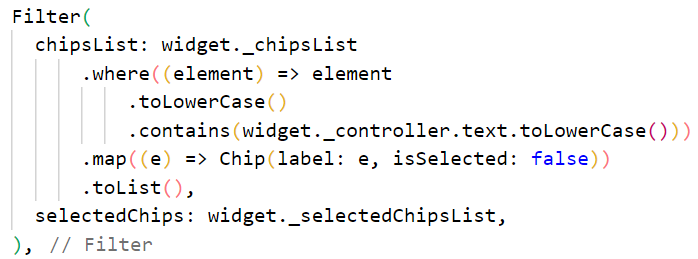 Filter(
chipsList: widget._chipsList
.where((element) => element
.toLowerCase()
.contains(widget._controller.text.toLowerCase()))
.map((e) => Chip(label: e, isSelected: false))
.toList(),
selectedChips: widget._selectedChipsList,
), // Filter